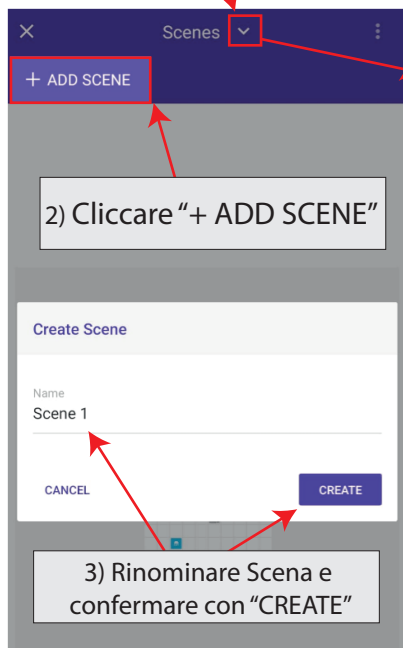 Scenes
+ ADD SCENE
2) Cliccare "+ ADD SCENE"
Create Scene
Name
Scene 1
CANCEL
CREATE
3) Rinominare Scena e
confermare con "CREATE"